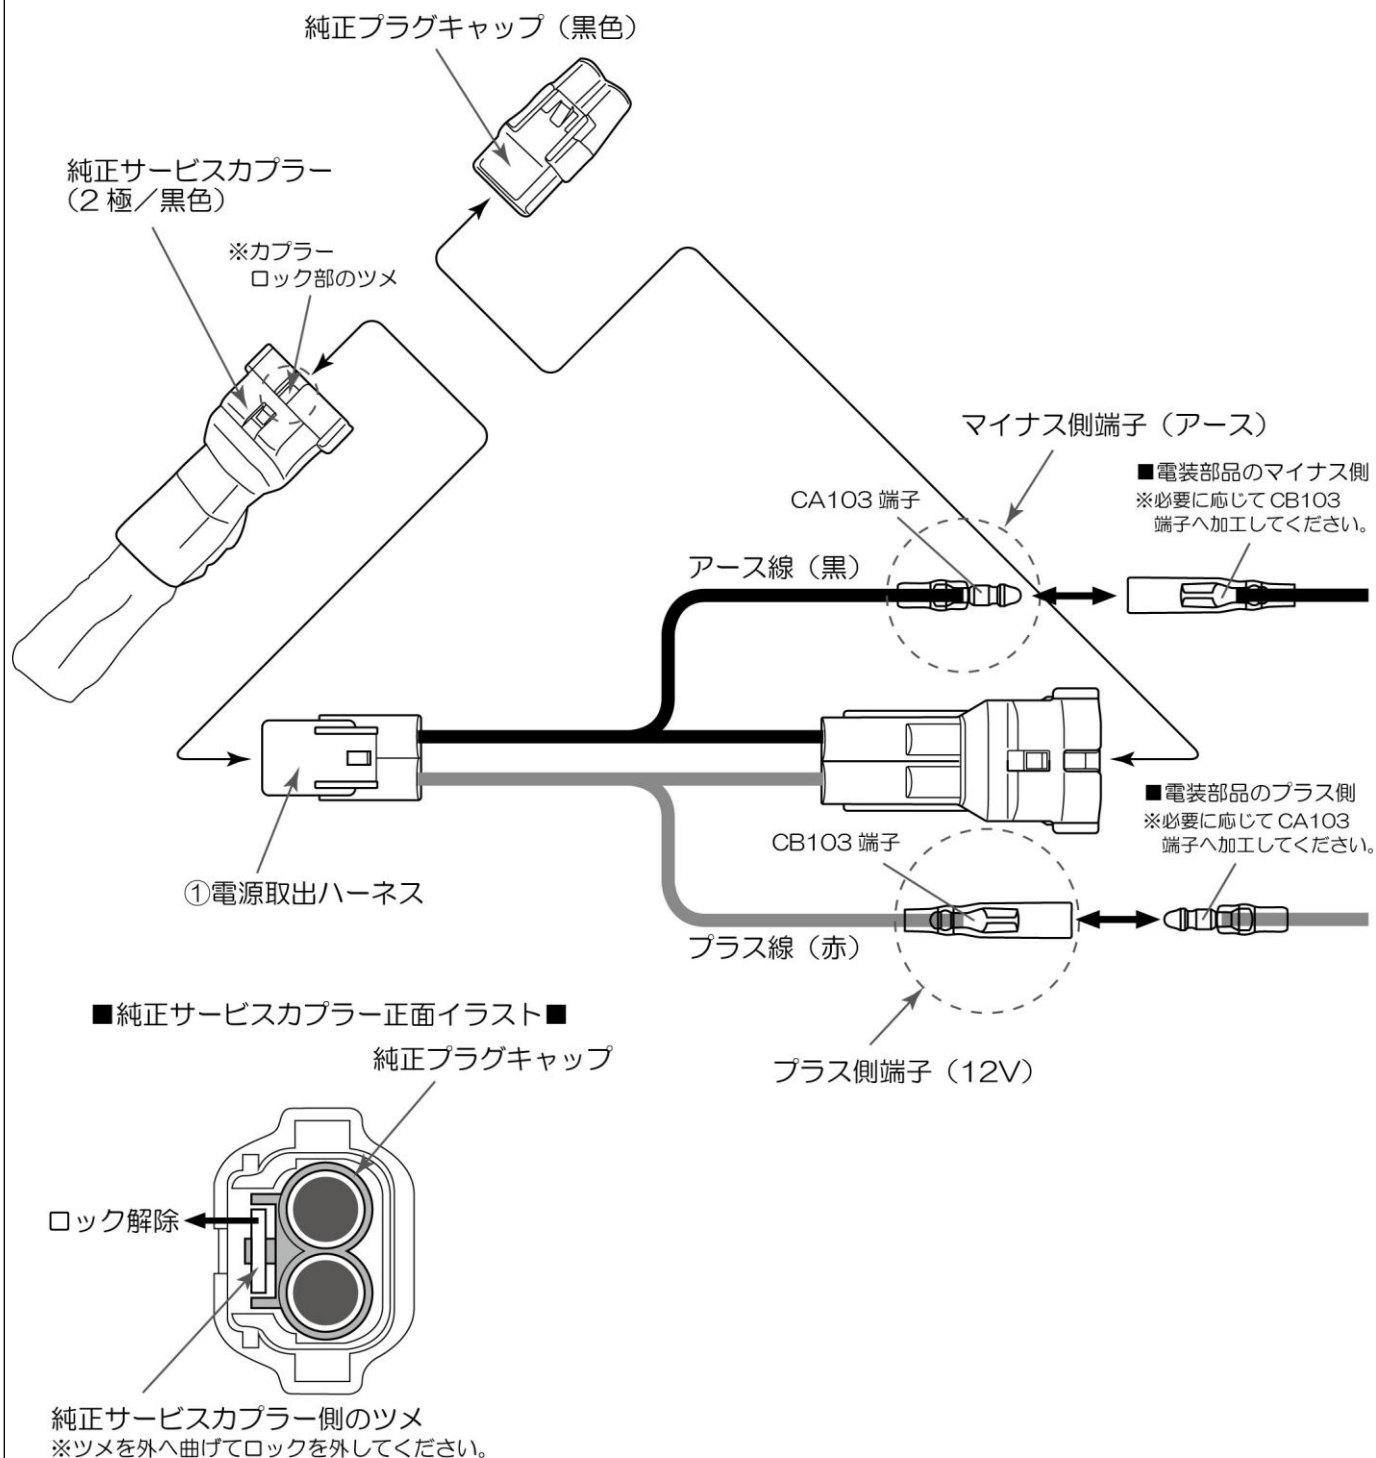 純正プラグキャップ（黒色）
純正サービスカプラー
（2 極／黒色）
※カプラー
ロック部のツメ
マイナス側端子（アース）
■電装部品のマイナス側
※必要に応じて CB103
端子へ加工してください。
CA103 端子
アース線（黒）
■電装部品のプラス側
※必要に応じて CA103
端子へ加工してください。
CB103 端子
①電源取出ハーネス
プラス線（赤）
プラス側端子（12V）
■純正サービスカプラー正面イラスト■
純正プラグキャップ
ロック解除
純正サービスカプラー側のツメ
※ツメを外へ曲げてロックを外してください。